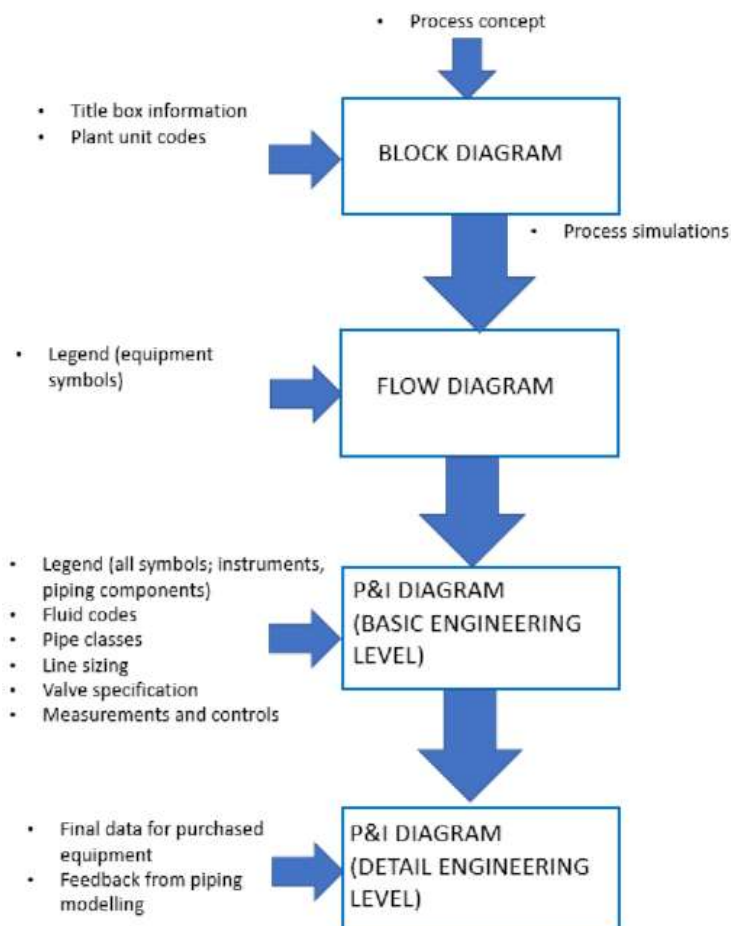 • Process concept
• Title box information
• Plant unit codes
BLOCK DIAGRAM
• Process simulations
• Legend (equipment
symbols)
FLOW DIAGRAM
• Legend (all symbols; instruments,
piping components)
• Fluid codes
• Pipe classes
• Line sizing
• Valve specification
• Measurements and controls
P&I DIAGRAM
(BASIC ENGINEERING
LEVEL)
• Final data for purchased
equipment
• Feedback from piping
modelling
P&I DIAGRAM
(DETAIL ENGINEERING
LEVEL)